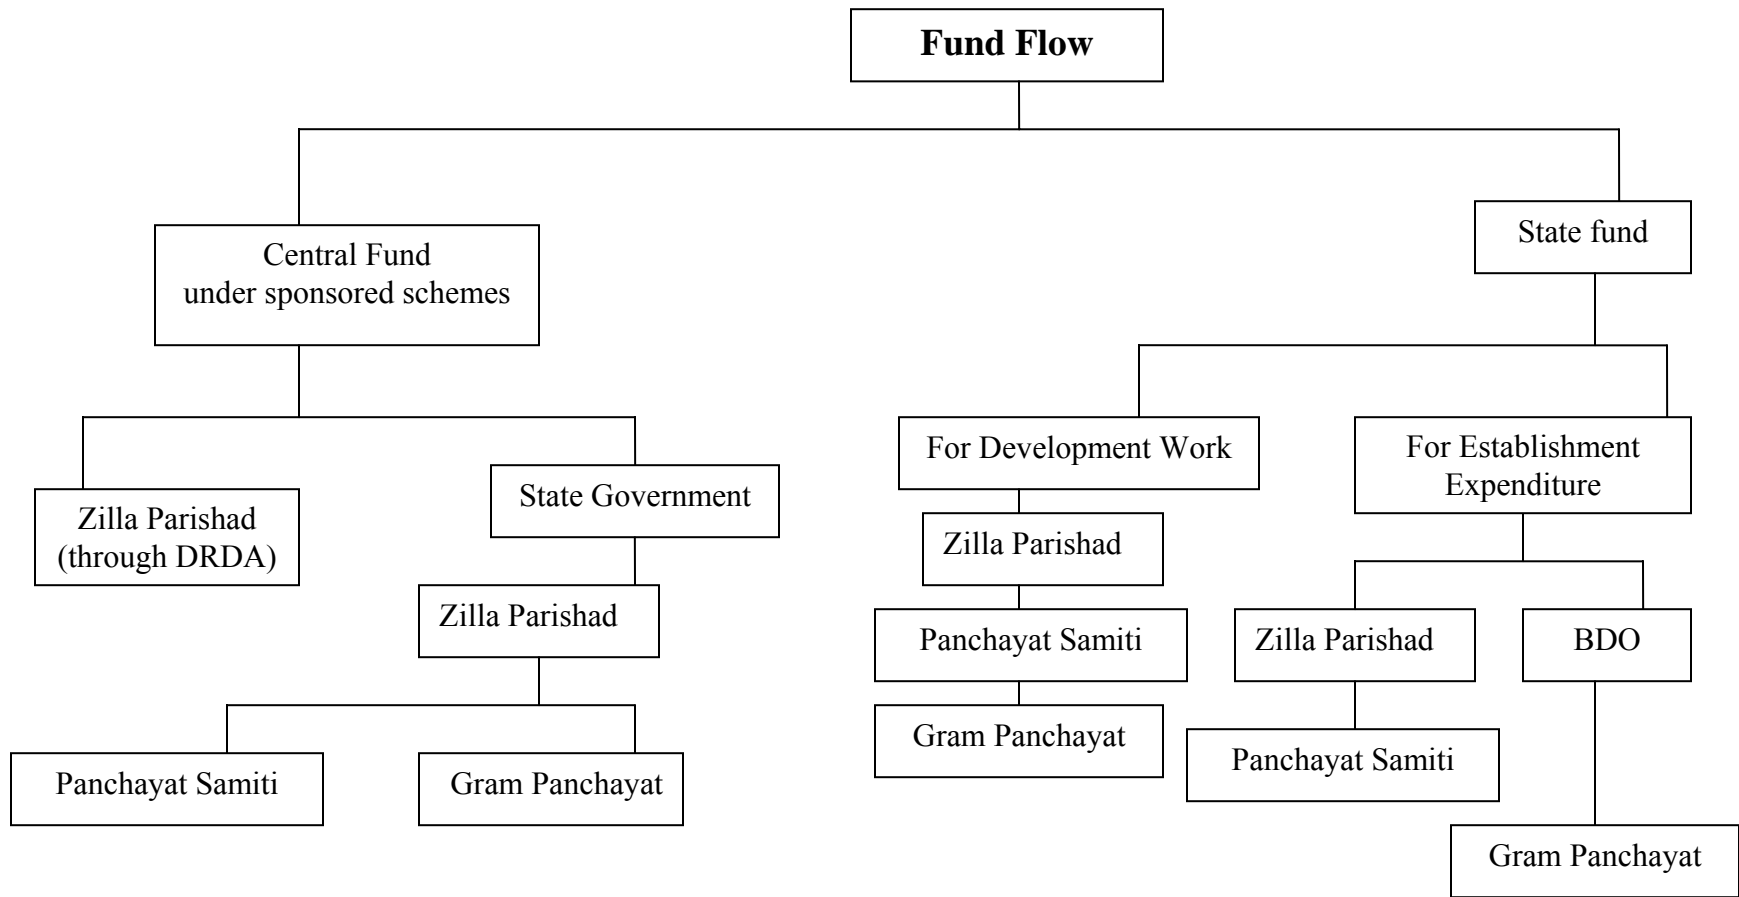 Fund Flow
State fund
Central Fund
under sponsored schemes
For Development Work
For Establishment
Expenditure
State Government
Zilla Parishad
(through DRDA)
Zilla Parishad
Zilla Parishad
Panchayat Samiti
Zilla Parishad
BDO
Gram Panchayat
Panchayat Samiti
Panchayat Samiti
Gram Panchayat
Gram Panchayat